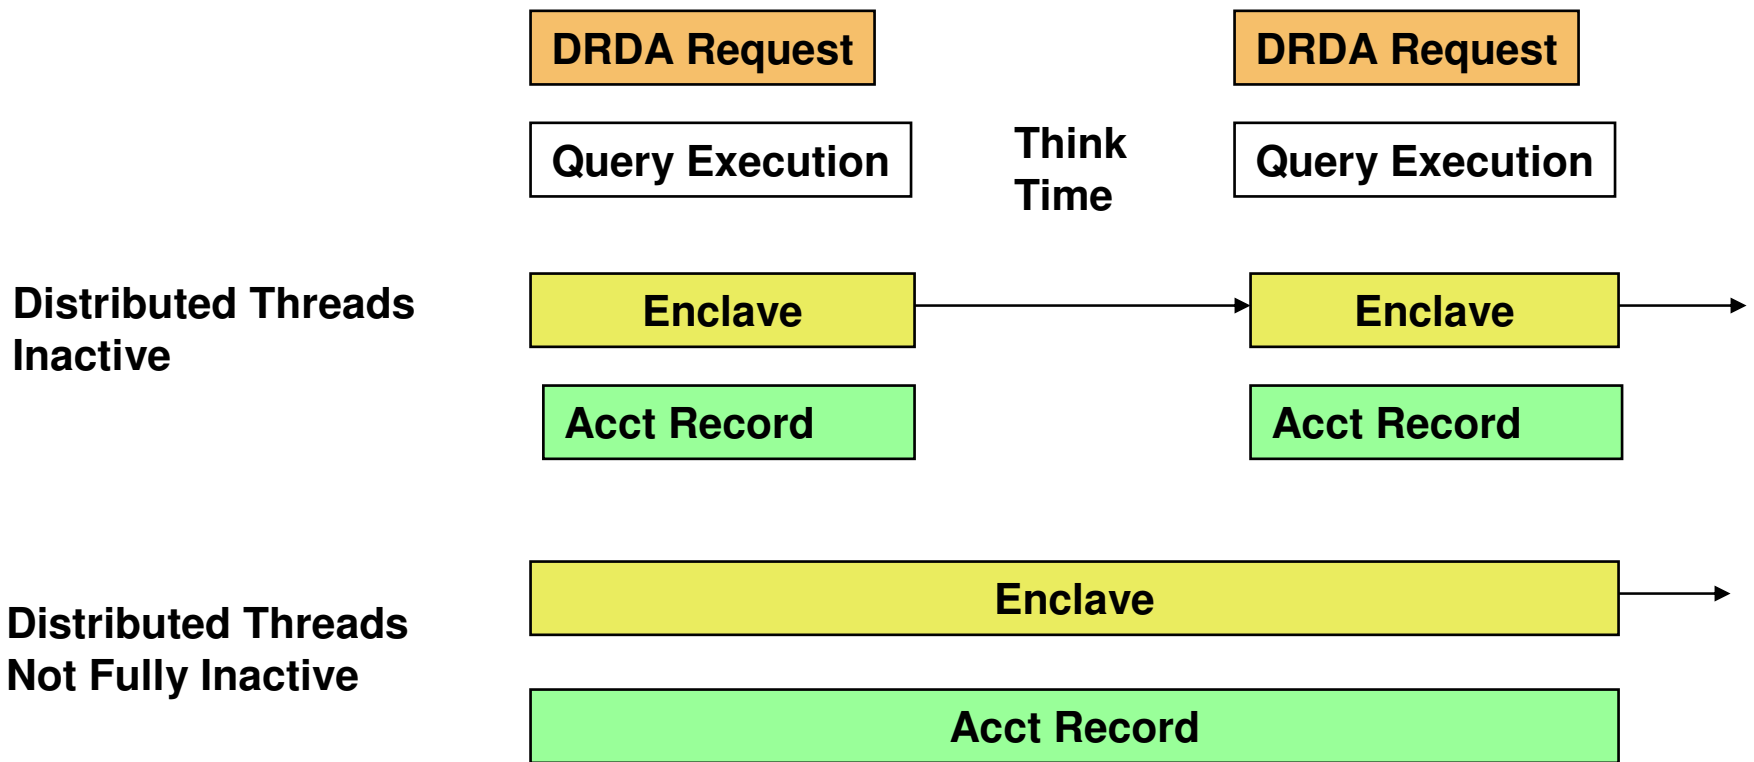 DRDA Request
DRDA Request
Query Execution
Think
Time
Query Execution
Distributed Threads
Inactive
Enclave
Enclave
Acct Record
Acct Record
Distributed Threads
Not Fully Inactive
Enclave
Acct Record